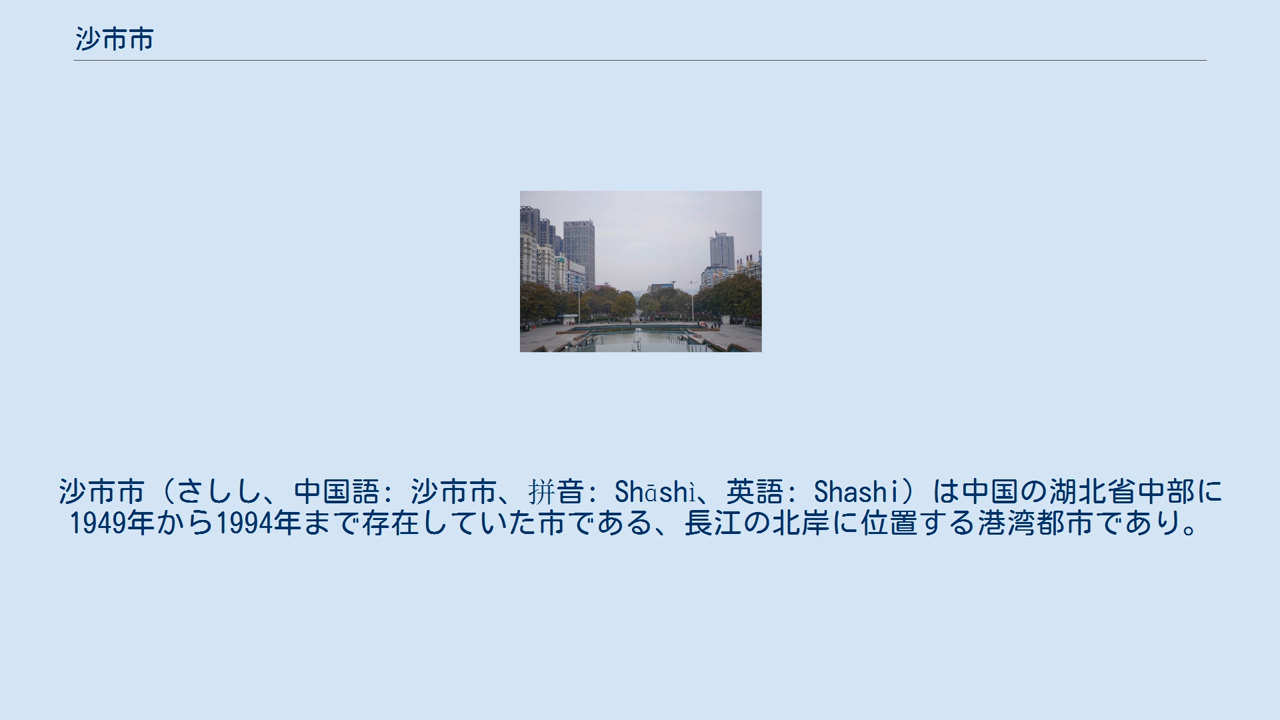 沙市市
沙市市（さしし、中国語: 沙市市、拼音: Shāshì、英語: Shashi）は中国の湖北省中部に
1949年から1994年まで存在していた市である、長江の北岸に位置する港湾都市であり。